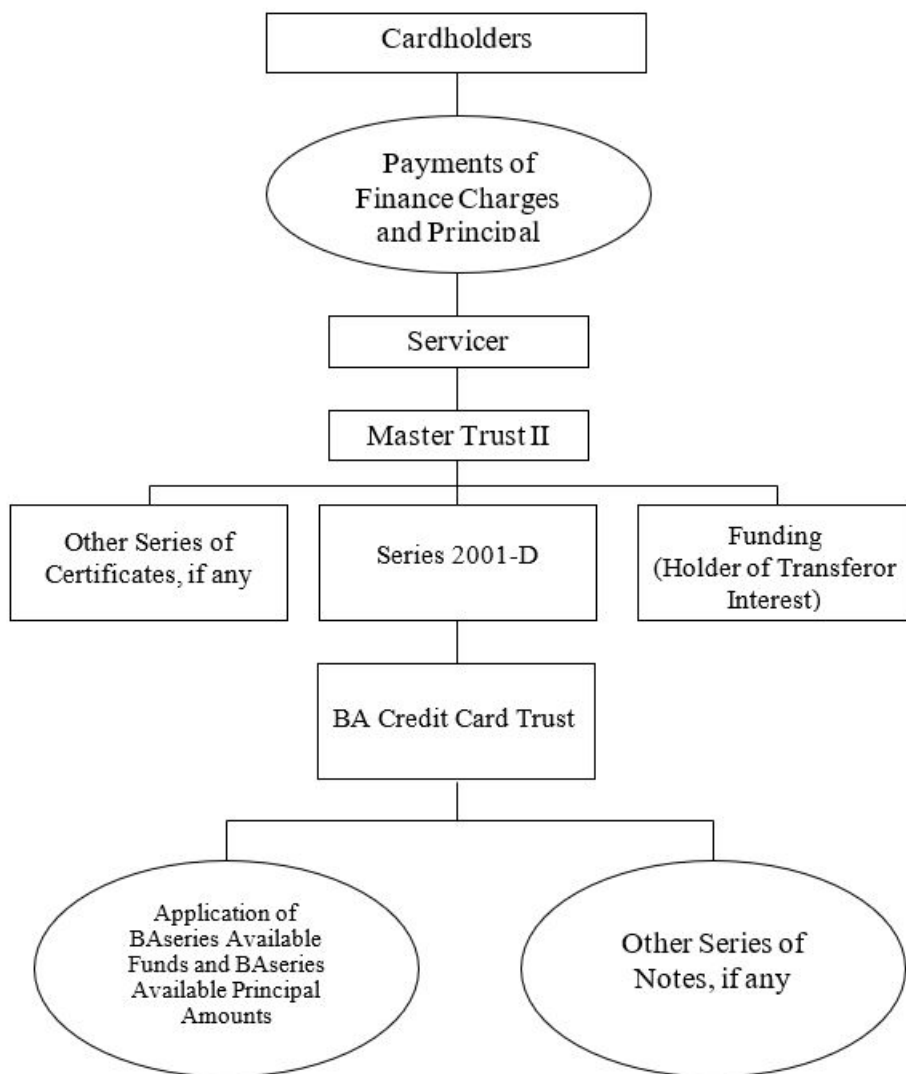 Cardholders
Payments of
Finance Charges
and Principal
Servicer
Master Trust II
Other Series of
Certificates, if any
Series 2001-D
Funding
(Holder of Transferor
Interest)
BA Credit Card Trust
Application of
BAseries Available
Funds and BAseries
Available Principal
Amounts
Other Series of
Notes, if any